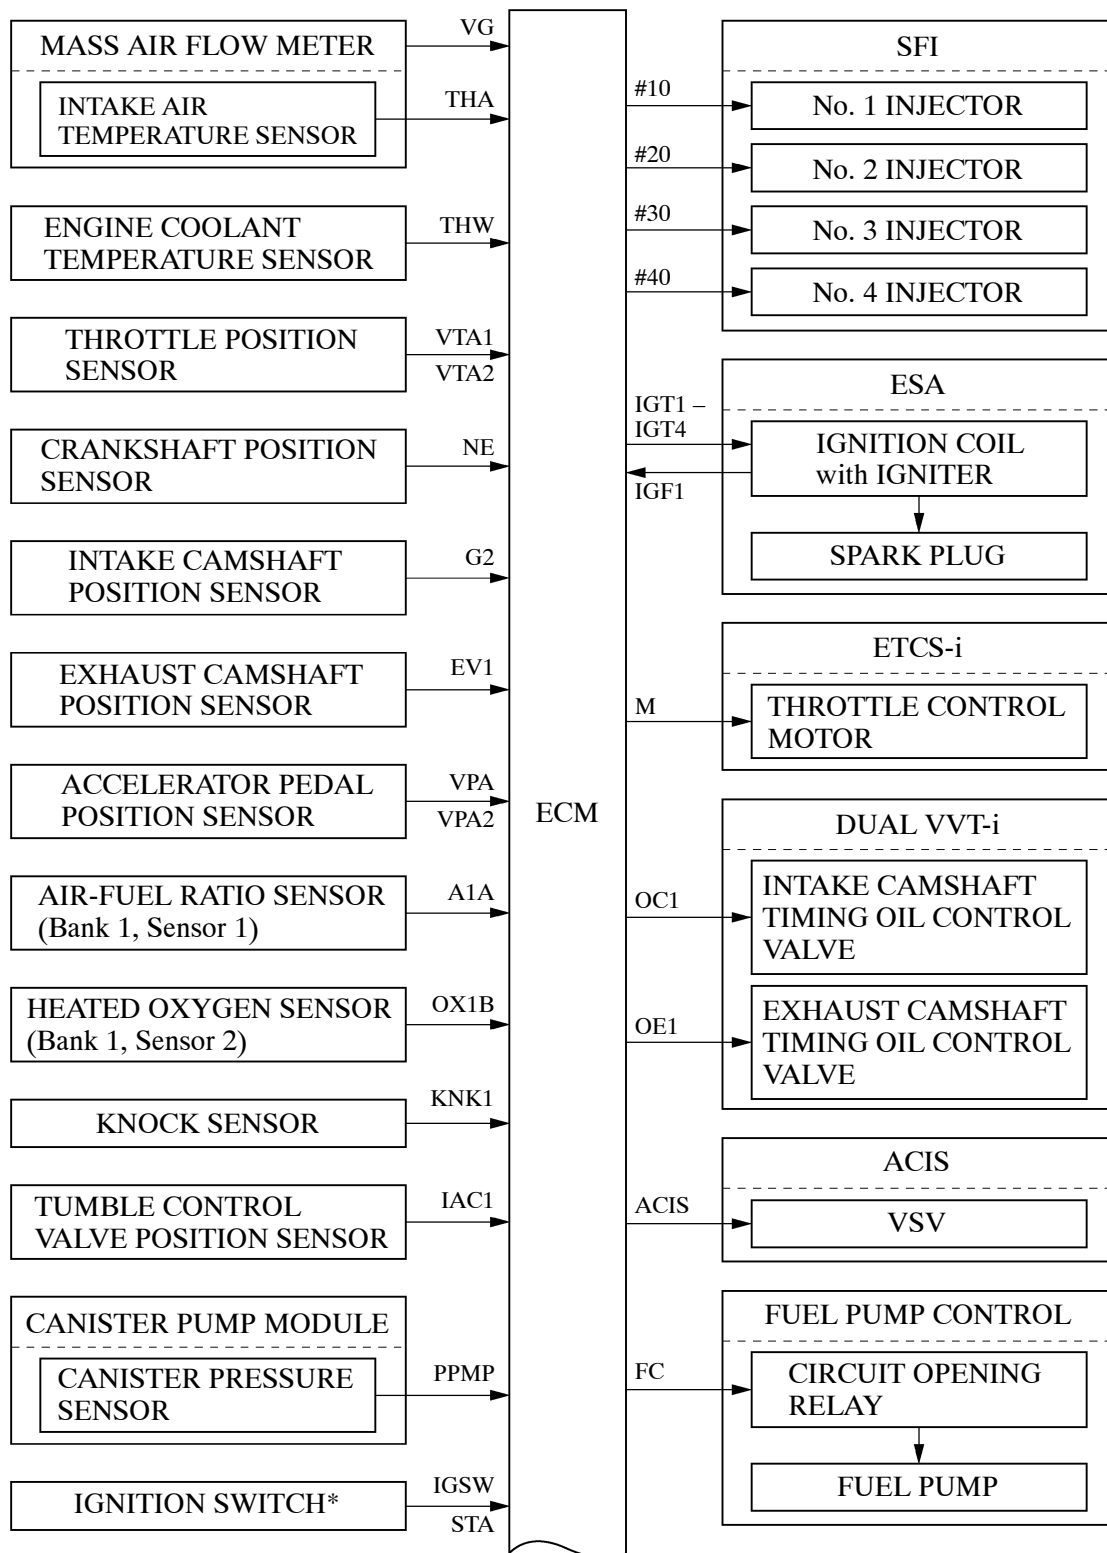 MASS AIR FLOW METER
VG
INTAKE AIR
TEMPERATURE SENSOR
THA
ENGINE COOLANT
TEMPERATURE SENSOR
THW
THROTTLE POSITION
SENSOR
VTA1
VTA2
CRANKSHAFT POSITION
SENSOR
NE
INTAKE CAMSHAFT
POSITION SENSOR
G2
EXHAUST CAMSHAFT
POSITION SENSOR
EV1
ACCELERATOR PEDAL
POSITION SENSOR
VPA
VPA2
AIR-FUEL RATIO SENSOR
(Bank 1, Sensor 1)
A1A
HEATED OXYGEN SENSOR
(Bank 1, Sensor 2)
OX1B
KNOCK SENSOR
KNK1
TUMBLE CONTROL
VALVE POSITION SENSOR
IAC1
CANISTER PUMP MODULE
CANISTER PRESSURE
SENSOR
PPMP
IGNITION SWITCH*
IGSW
STA
ECM
SFI
#10
No. 1 INJECTOR
#20
No. 2 INJECTOR
#30
No. 3 INJECTOR
#40
No. 4 INJECTOR
ESA
IGT1 –
IGT4
IGF1
IGNITION COIL
with IGNITER
SPARK PLUG
ETCS-i
M
THROTTLE CONTROL
MOTOR
DUAL VVT-i
OC1
INTAKE CAMSHAFT
TIMING OIL CONTROL
VALVE
OE1
EXHAUST CAMSHAFT
TIMING OIL CONTROL
VALVE
ACIS
ACIS
VSV
FUEL PUMP CONTROL
FC
CIRCUIT OPENING
RELAY
FUEL PUMP